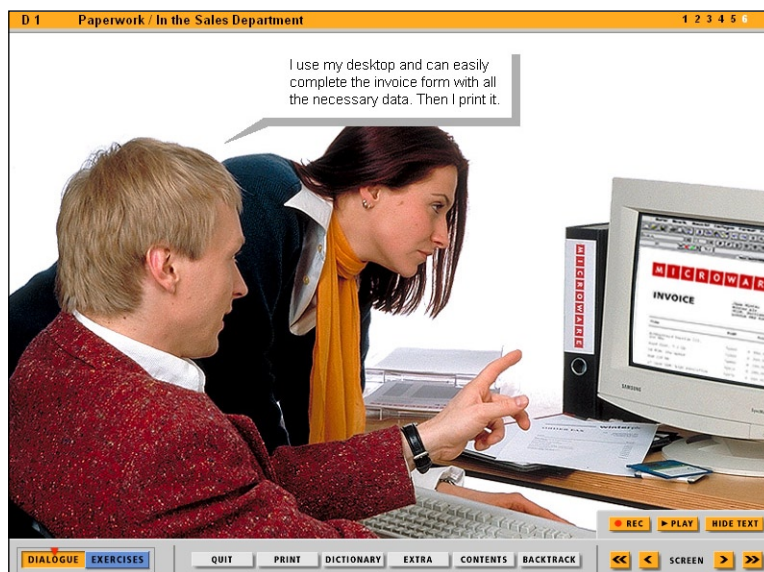 D 1 Paperwork / In the Sales Department 1 2 3 4 5 6
I use my desktop and can easily
complete the invoice form with all
the necessary data. Then I print it.
MICROWARE
MICROWAR
INVOICE
SAMSUNG
REC PLAY HIDE TEXT
DIALOGUE EXERCISES QUIT PRINT DICTIONARY EXTRA CONTENTS BACKTRACK SCREEN